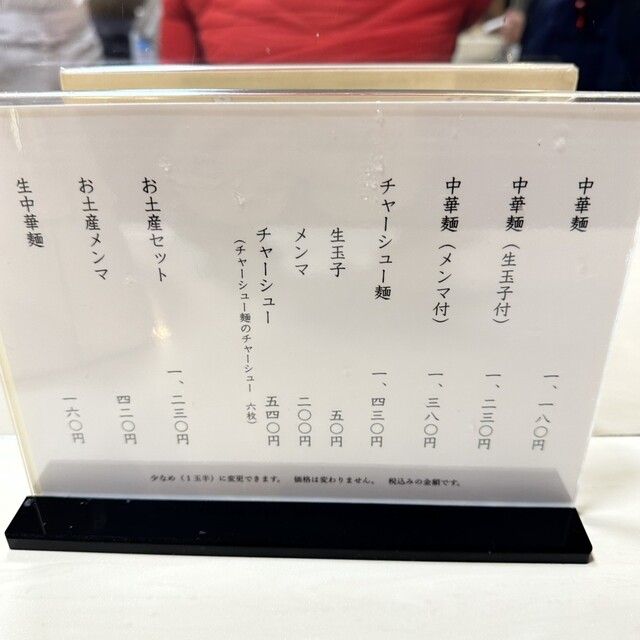 中華麺 一、一八〇円
中華麺(生玉子付) 一、二三〇円
中華麺(メンマ付) 一、三八〇円
チャーシュー麺 一、四三〇円
生玉子 五〇円
メンマ 二〇〇円
チャーシュー 五四〇円
(チャーシュー麺のチャーシュー 六枚)
お土産セット 一、二三〇円
お土産メンマ 四二〇円
生中華麺 一六〇円
少なめ(1玉半)に変更できます。 価格は変わりません。 税込みの金額です。